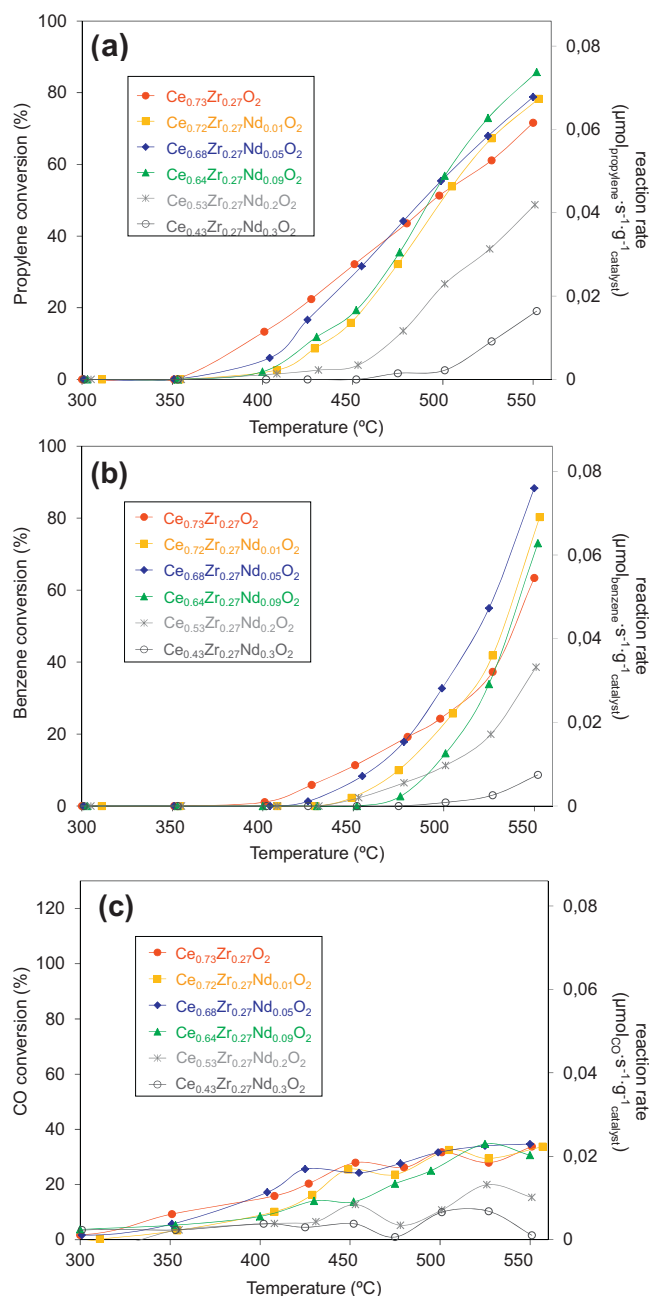 (a)
100
80
60
40
20
0
Propylene conversion (%)
Ce0.73Zr0.27O2
Ce0.72Zr0.27Nd0.01O2
Ce0.68Zr0.27Nd0.05O2
Ce0.64Zr0.27Nd0.09O2
Ce0.53Zr0.27Nd0.2O2
Ce0.43Zr0.27Nd0.3O2
0,08
0,06
0,04
0,02
0
reaction rate
(µmolpropylene·s-1·g-1catalyst)
300 350 400 450 500 550
Temperature (ºC)
(b)
100
80
60
40
20
0
Benzene conversion (%)
Ce0.73Zr0.27O2
Ce0.72Zr0.27Nd0.01O2
Ce0.68Zr0.27Nd0.05O2
Ce0.64Zr0.27Nd0.09O2
Ce0.53Zr0.27Nd0.2O2
Ce0.43Zr0.27Nd0.3O2
0,08
0,06
0,04
0,02
0
reaction rate
(µmolbenzene·s-1·g-1catalyst)
300 350 400 450 500 550
Temperature (ºC)
(c)
120
100
80
60
40
20
0
CO conversion (%)
Ce0.73Zr0.27O2
Ce0.72Zr0.27Nd0.01O2
Ce0.68Zr0.27Nd0.05O2
Ce0.64Zr0.27Nd0.09O2
Ce0.53Zr0.27Nd0.2O2
Ce0.43Zr0.27Nd0.3O2
0,08
0,06
0,04
0,02
0
reaction rate
(µmolCO·s-1·g-1catalyst)
300 350 400 450 500 550
Temperature (ºC)